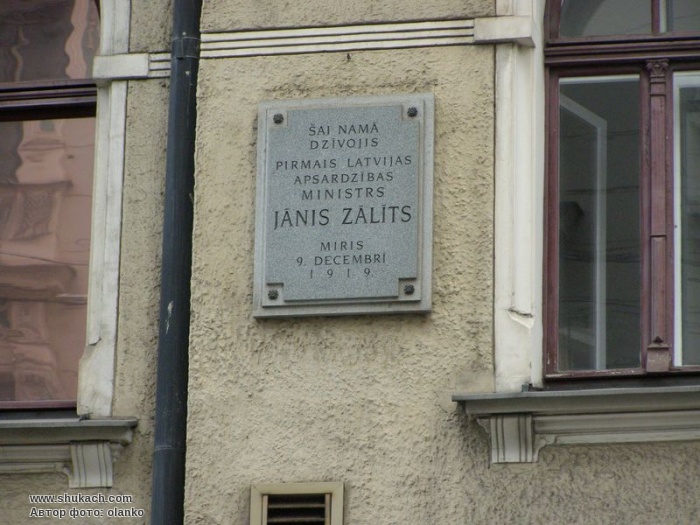 ŠAI NAMĀ
DZĪVOJIS
PIRMAIS LATVIJAS
APSARDZĪBAS
MINISTRS
JĀNIS ZĀLĪTS
MIRIS
9. DECEMBRĪ
1919.
www.shukach.com
Автор фото: olanko